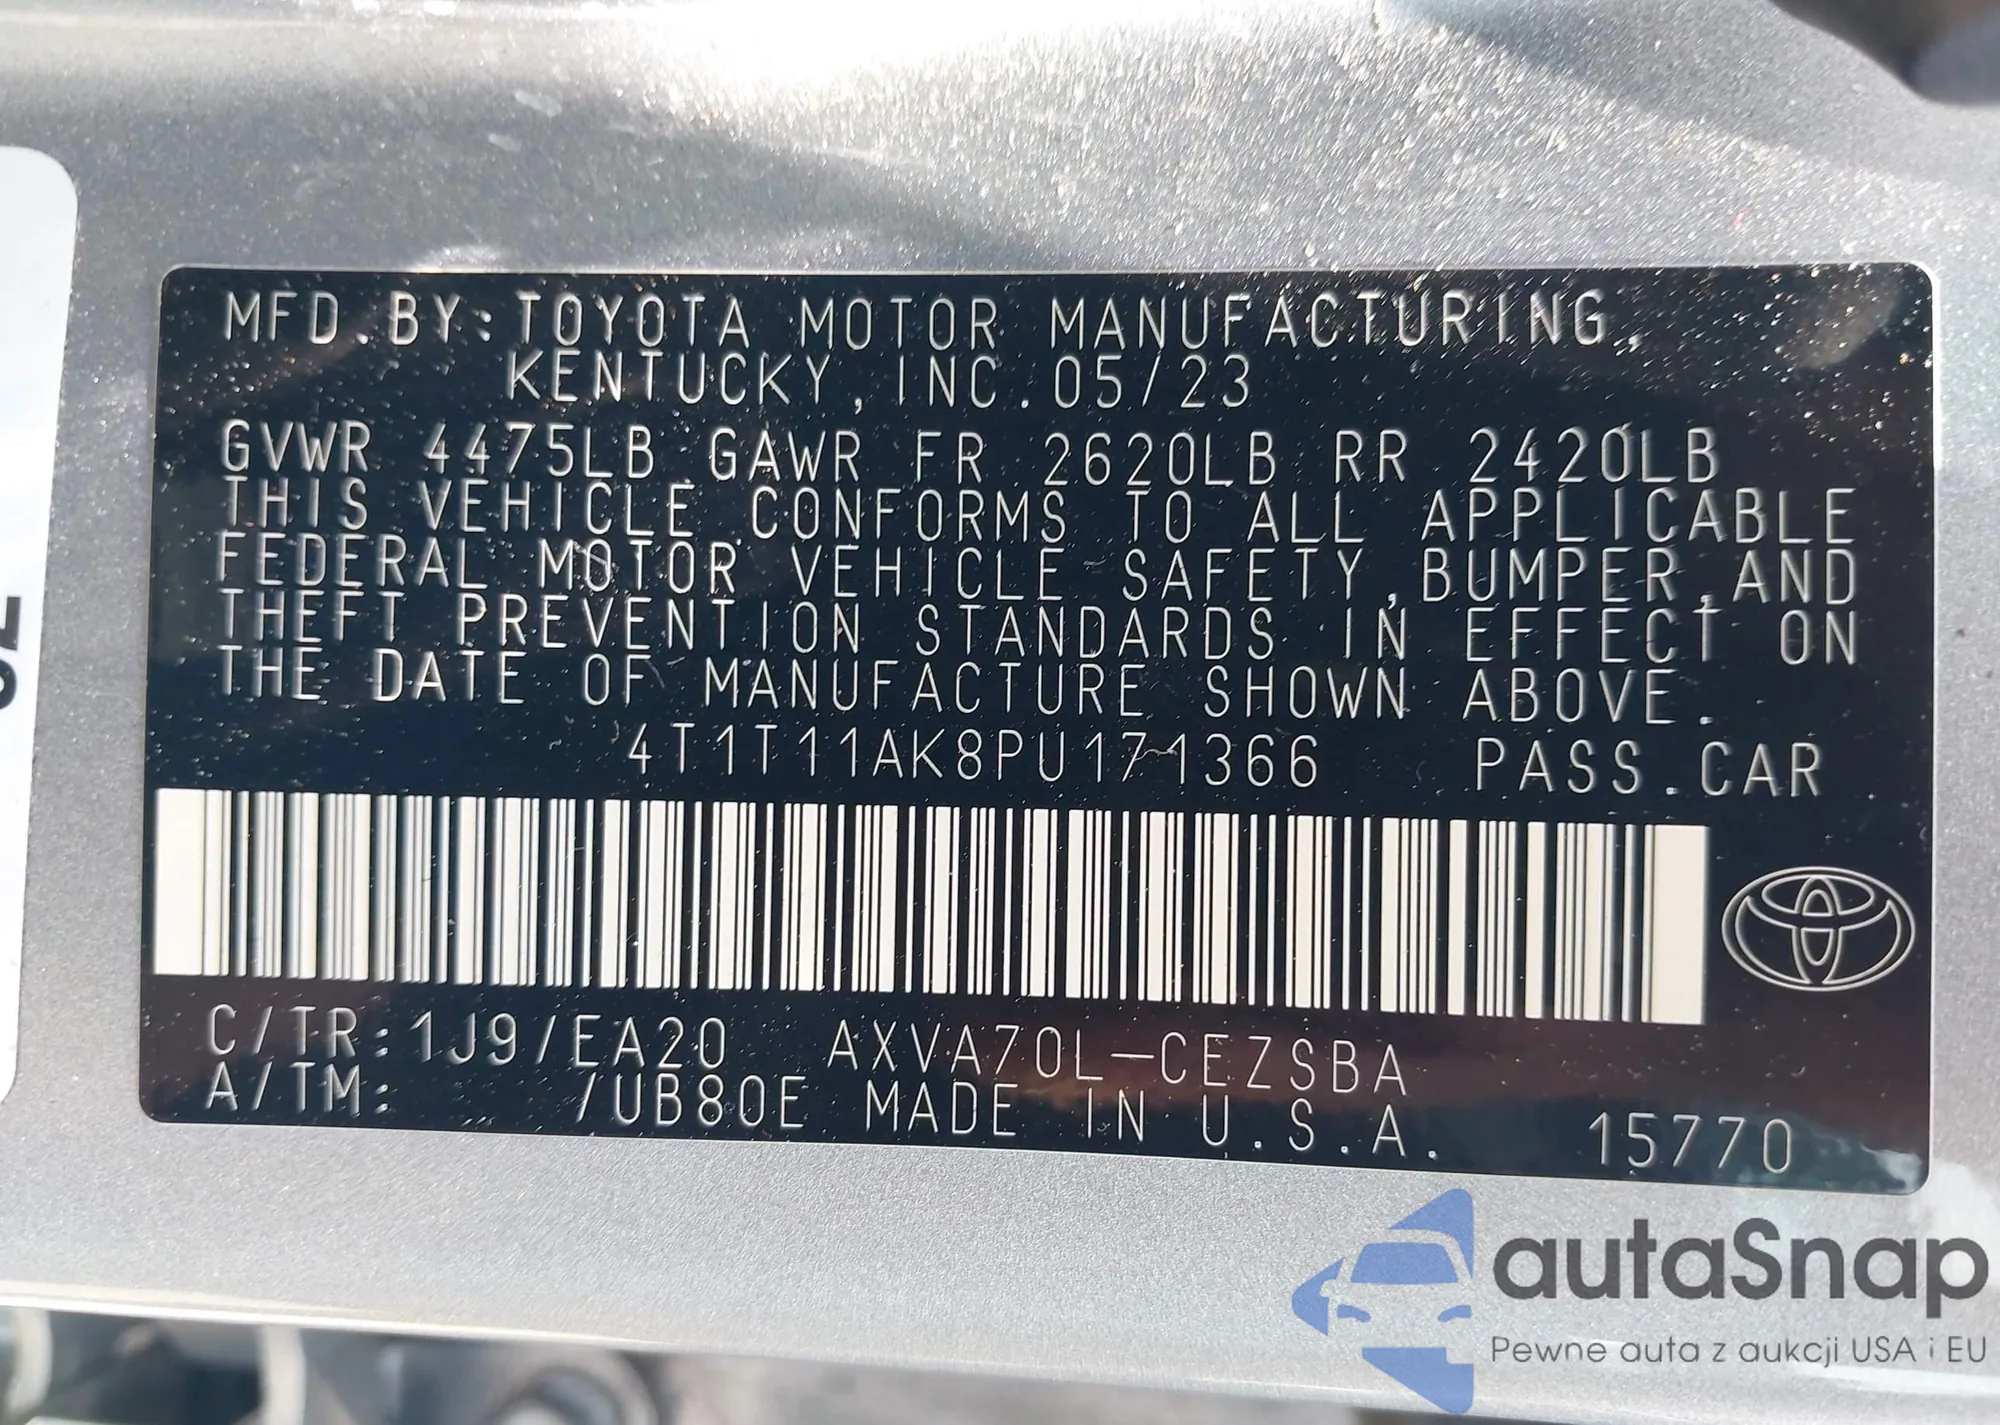 MFD.BY:TOYOTA MOTOR MANUFACTURING,
KENTUCKY,INC.05/23
GVWR 4475LB GAWR FR 2620LB RR 2420LB
THIS VEHICLE CONFORMS TO ALL APPLICABLE
FEDERAL MOTOR VEHICLE SAFETY,BUMPER,AND
THEFT PREVENTION STANDARDS IN EFFECT ON
THE DATE OF MANUFACTURE SHOWN ABOVE.
4T1T11AK8PU171366 PASS.CAR
C/TR:1J9/EA20 AXVA70L-CEZSBA
A/TM: /UB80E MADE IN U.S.A. 15770
autaSnap
Pewne auta z aukcji USA i EU